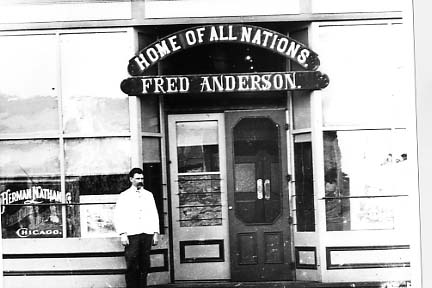 HOME OF ALL NATIONS.
FRED ANDERSON.
HERMAN NATHAN
CHICAGO.